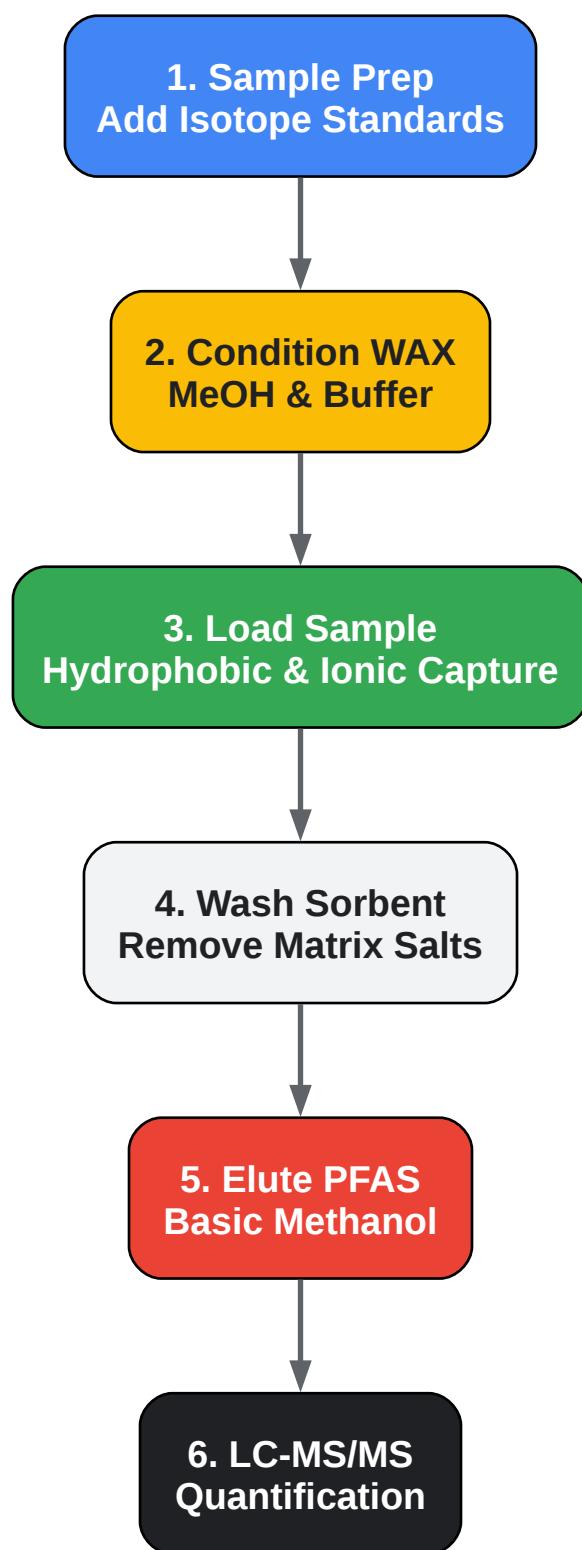 1. Sample Prep
Add Isotope Standards
2. Condition WAX
MeOH & Buffer
3. Load Sample
Hydrophobic & Ionic Capture
4. Wash Sorbent
Remove Matrix Salts
5. Elute PFAS
Basic Methanol
6. LC-MS/MS
Quantification